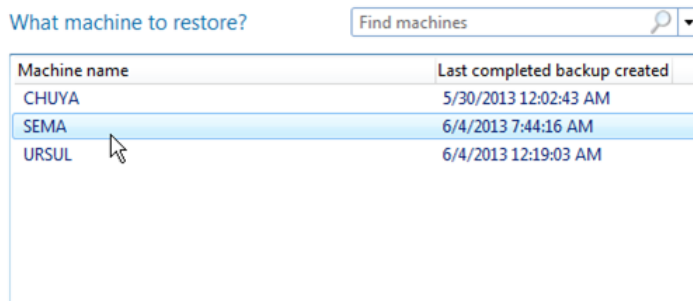 What machine to restore? Find machines
Machine name Last completed backup created
CHUYA 5/30/2013 12:02:43 AM
SEMA 6/4/2013 7:44:16 AM
URSUL 6/4/2013 12:19:03 AM